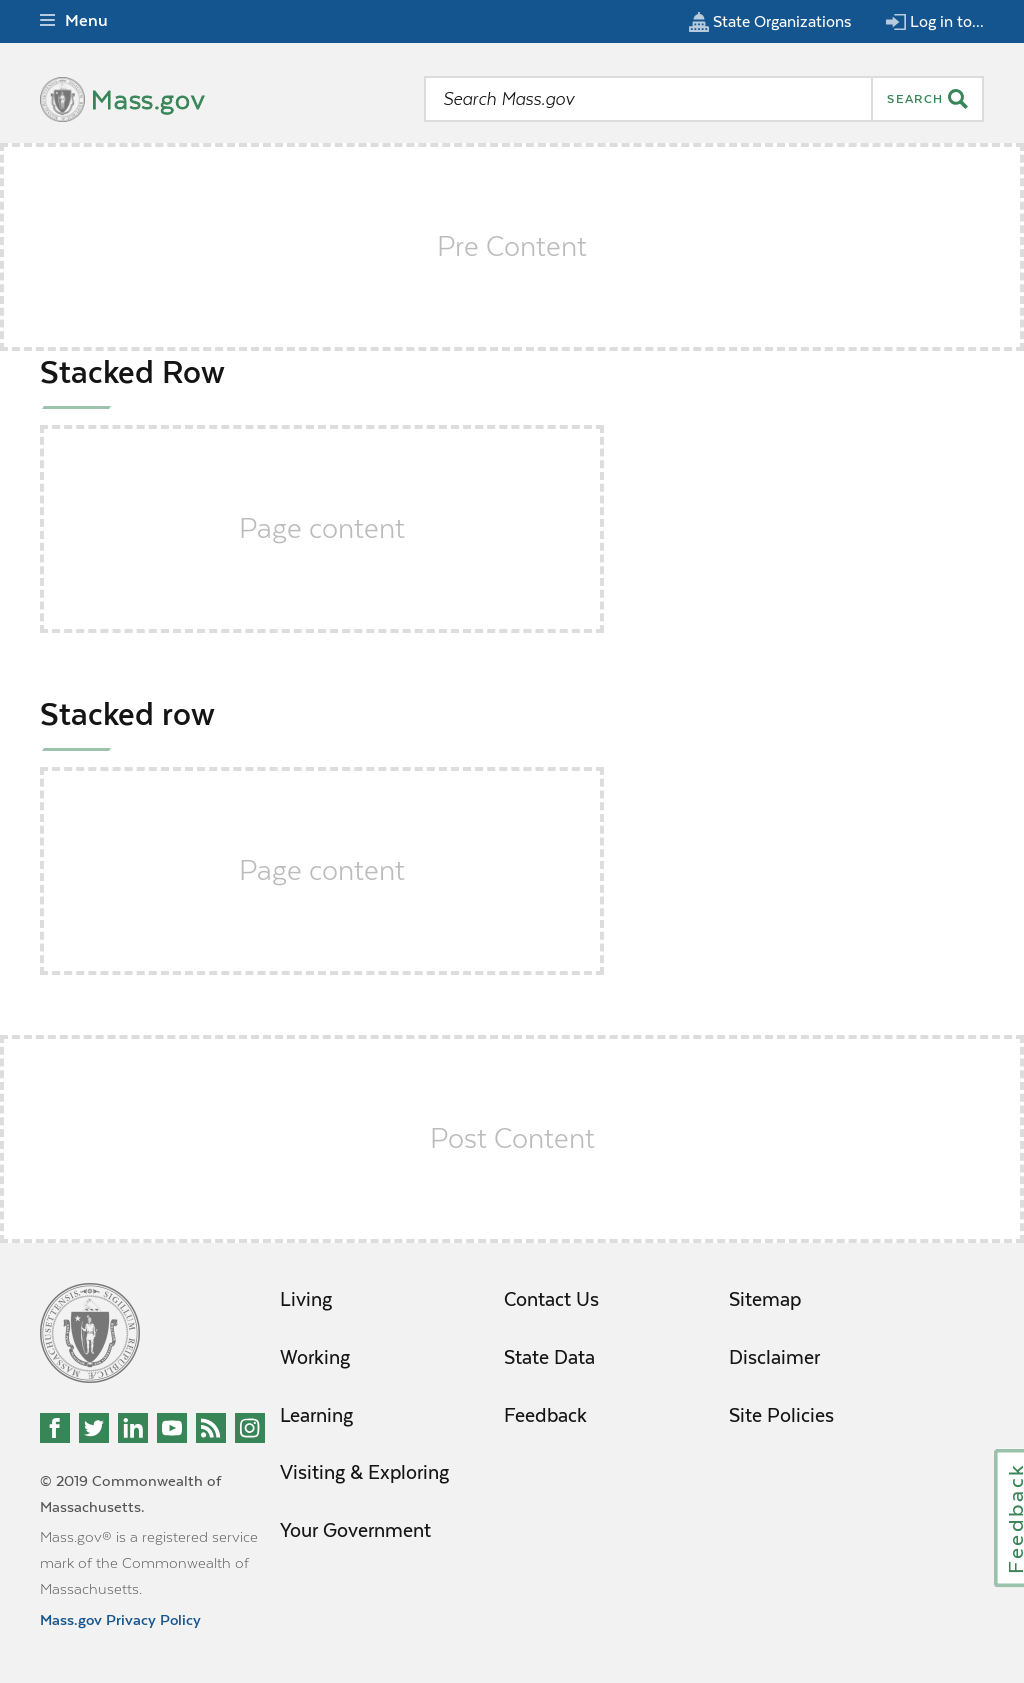 Menu
State Organizations
Log in to...
Mass.gov
Search Mass.gov
SEARCH
Pre Content
Stacked Row
Page content
Stacked row
Page content
Post Content
Living
Working
Learning
Visiting & Exploring
Your Government
Contact Us
State Data
Feedback
Sitemap
Disclaimer
Site Policies
© 2019 Commonwealth of
Massachusetts.
Mass.gov® is a registered service
mark of the Commonwealth of
Massachusetts.
Mass.gov Privacy Policy
Feedback